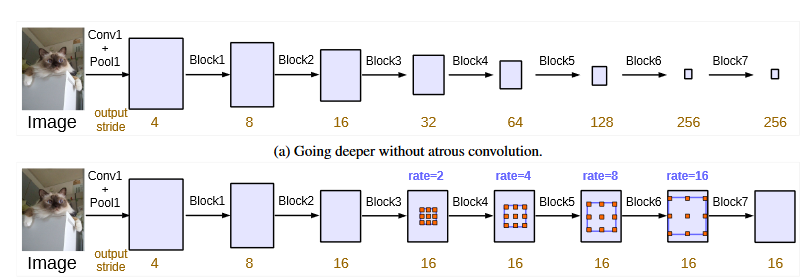 Conv1
+
Pool1
Block1 Block2 Block3 Block4 Block5 Block6 Block7
Image
output
stride
4 8 16 32 64 128 256 256
(a) Going deeper without atrous convolution.
rate=2 rate=4 rate=8 rate=16
Conv1
+
Pool1
Block1 Block2 Block3 Block4 Block5 Block6 Block7
Image
output
stride
4 8 16 16 16 16 16 16